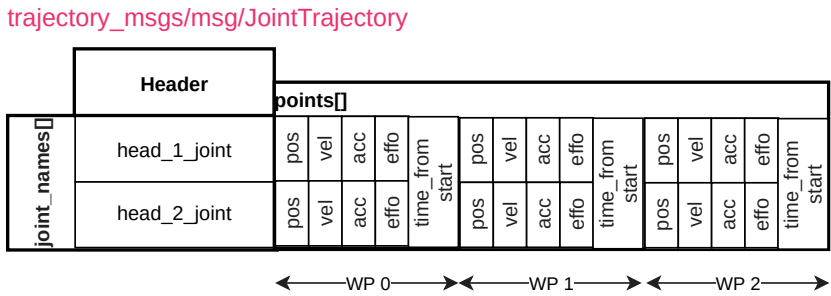 trajectory_msgs/msg/JointTrajectory
Header
points[]
joint_names[]
head_1_joint
pos vel acc effo time_from start pos vel acc effo time_from start pos vel acc effo time_from start
head_2_joint
pos vel acc effo pos vel acc effo pos vel acc effo
WP 0 WP 1 WP 2